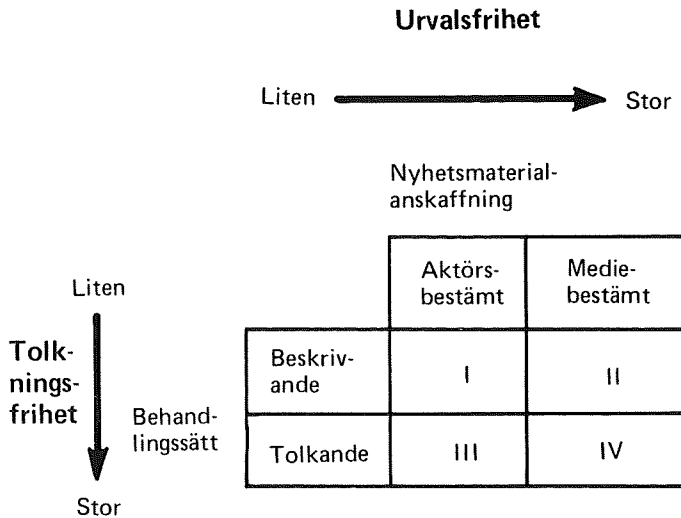 Urvalsfrihet
Liten
Stor
Nyhetsmaterial-
anskaffning
Aktörs-
bestämt
Medie-
bestämt
Liten
Tolk-
nings-
frihet
Behand-
lingssätt
Stor
Beskriv-
ande
I
II
Tolkande
III
IV